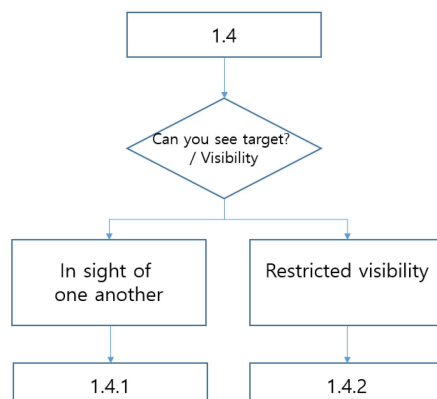 1.4
Can you see target?
/ Visibility
In sight of
one another
Restricted visibility
1.4.1
1.4.2